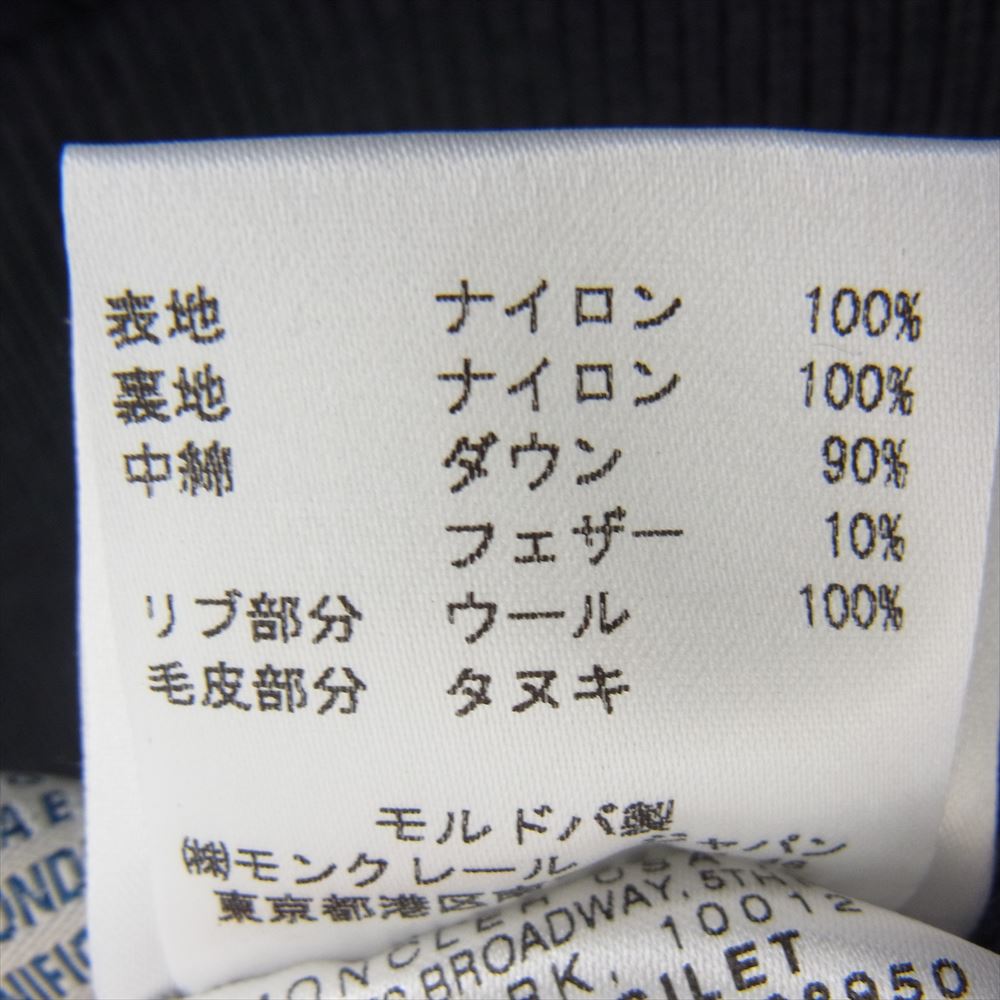 表地 ナイロン 100%
裏地 ナイロン 100%
中綿 ダウン 90%
フェザー 10%
リブ部分 ウール 100%
毛皮部分 タヌキ
モルドバ製
㈱モンクレール ジャパン
東京都港区南
USA
BROADWAY, 5TH
10012